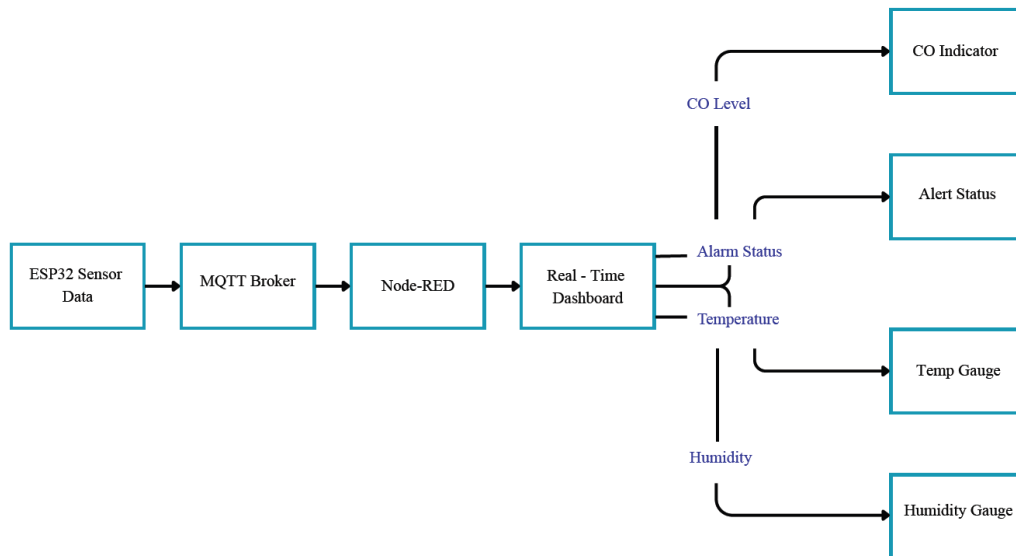 ESP32 Sensor
Data
MQTT Broker
Node-RED
Real - Time
Dashboard
CO Level
Alarm Status
Temperature
Humidity
CO Indicator
Alert Status
Temp Gauge
Humidity Gauge